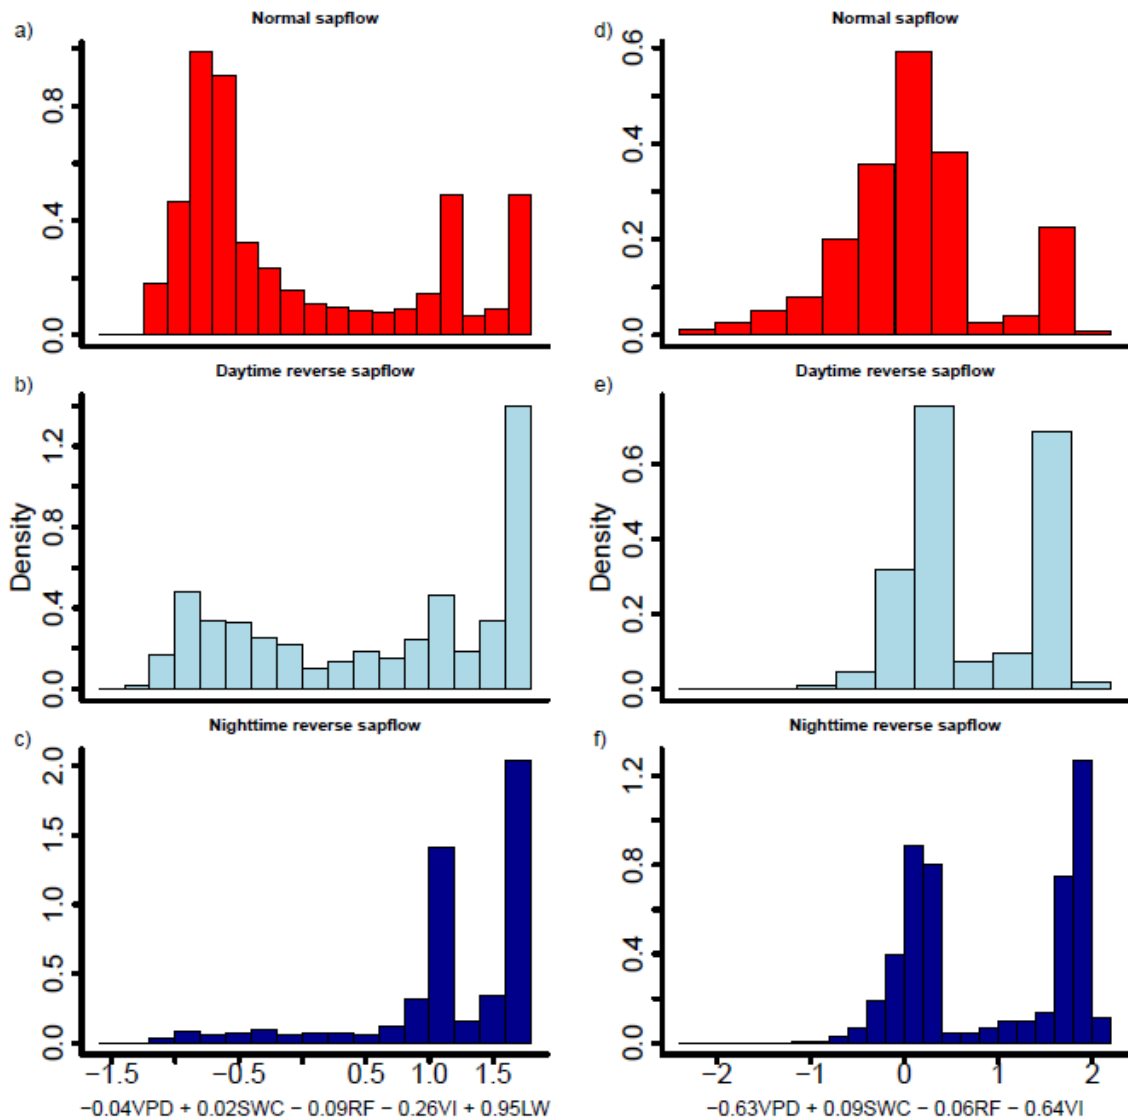 Normal sapflow
a)
0.0 0.4 0.8
Daytime reverse sapflow
b)
Density
0.0 0.4 0.8 1.2
Nighttime reverse sapflow
c)
0.0 0.5 1.0 1.5 2.0
−1.5 −0.5 0.5 1.0 1.5
−0.04VPD + 0.02SWC − 0.09RF − 0.26VI + 0.95LW
Normal sapflow
d)
0.0 0.2 0.4 0.6
Daytime reverse sapflow
e)
Density
0.0 0.2 0.4 0.6
Nighttime reverse sapflow
f)
0.0 0.4 0.8 1.2
−2 −1 0 1 2
−0.63VPD + 0.09SWC − 0.06RF − 0.64VI